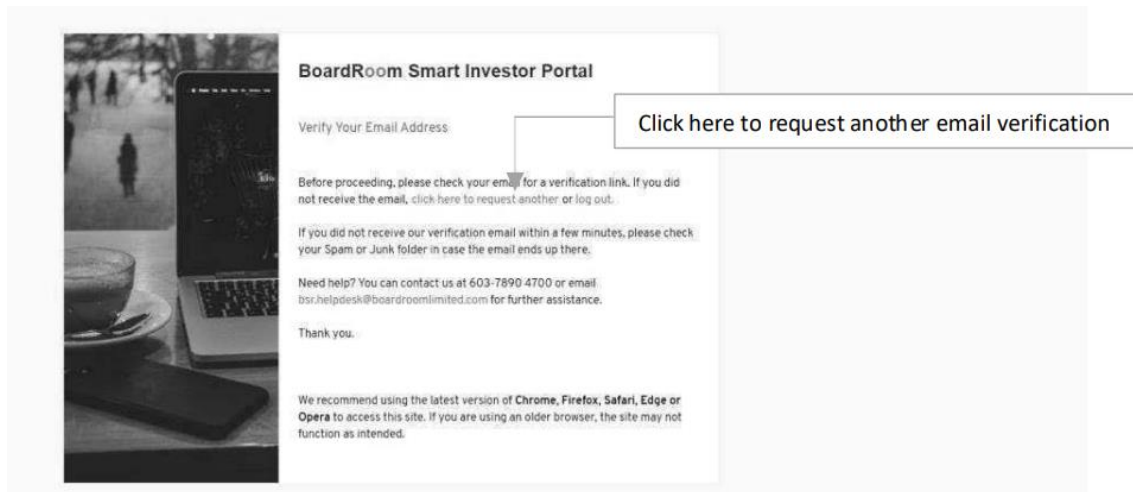 BoardRoom Smart Investor Portal
Verify Your Email Address
Click here to request another email verification
Before proceeding, please check your email for a verification link. If you did
not receive the email, click here to request another or log out.
If you did not receive our verification email within a few minutes, please check
your Spam or Junk folder in case the email ends up there.
Need help? You can contact us at 603-7890 4700 or email
bsr.helpdesk@boardroomlimited.com for further assistance.
Thank you.
We recommend using the latest version of Chrome, Firefox, Safari, Edge or
Opera to access this site. If you are using an older browser, the site may not
function as intended.